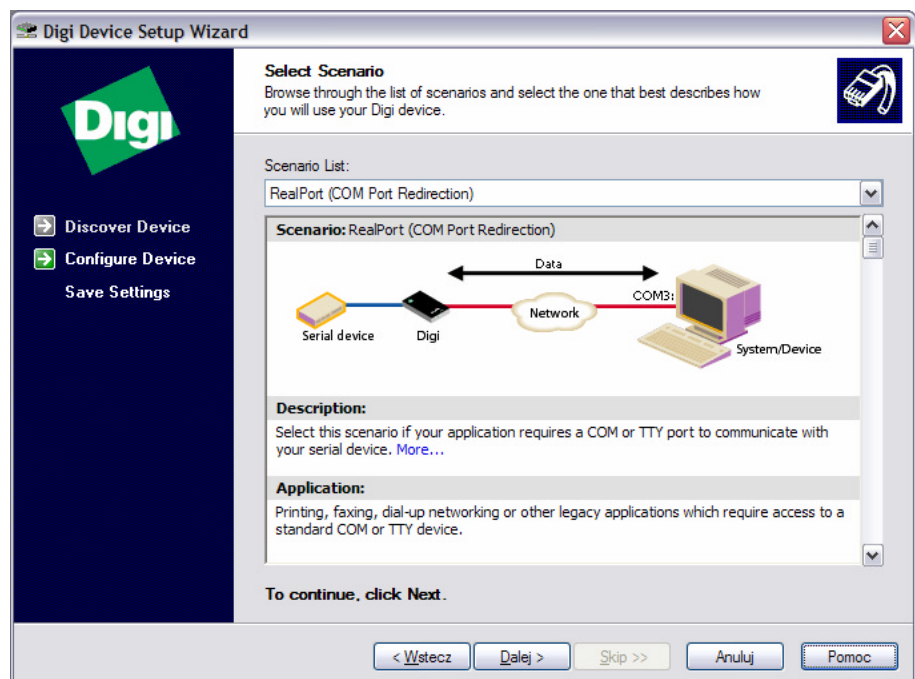 Digi Device Setup Wizard
Digi
Discover Device
Configure Device
Save Settings
Select Scenario
Browse through the list of scenarios and select the one that best describes how
you will use your Digi device.
Scenario List:
RealPort (COM Port Redirection)
Scenario: RealPort (COM Port Redirection)
Data
COM3:
Network
Serial device
Digi
System/Device
Description:
Select this scenario if your application requires a COM or TTY port to communicate with
your serial device. More...
Application:
Printing, faxing, dial-up networking or other legacy applications which require access to a
standard COM or TTY device.
To continue, click Next.
< Wstecz
Dalej >
Skip >>
Anuluj
Pomoc